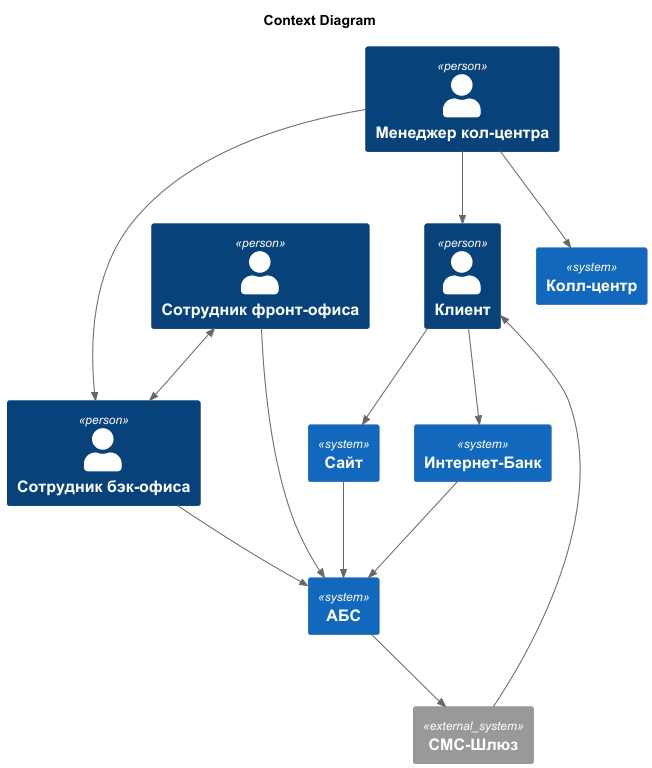 Context Diagram
«person»
Менеджер кол-центра
«person»
Сотрудник фронт-офиса
«person»
Клиент
«system»
Колл-центр
«person»
Сотрудник бэк-офиса
«system»
Сайт
«system»
Интернет-Банк
«system»
АБС
«external_system»
СМС-Шлюз